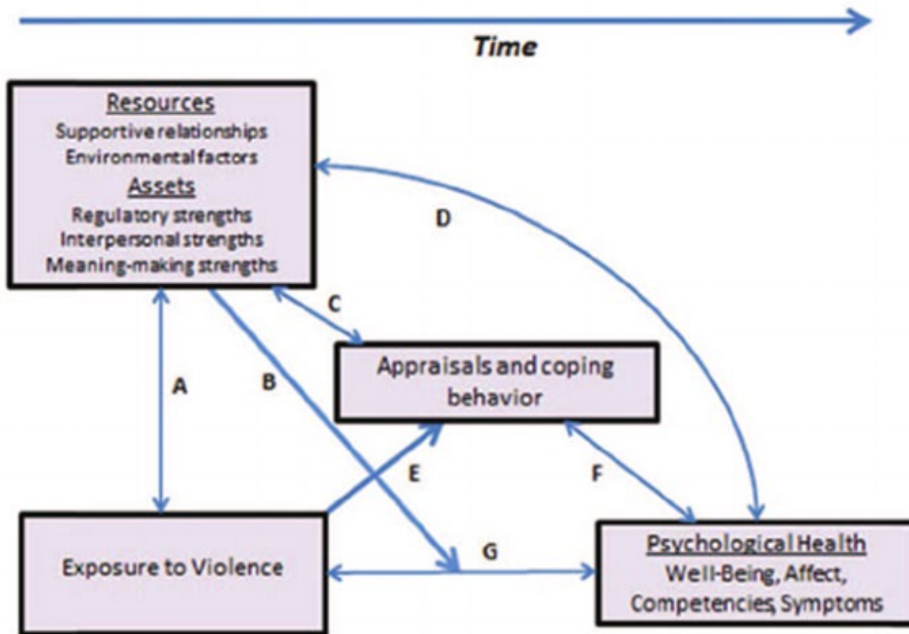 Time
Resources
Supportive relationships
Environmental factors
Assets
Regulatory strengths
Interpersonal strengths
Meaning-making strengths
D
C
Appraisals and coping
behavior
A
B
E
F
Exposure to Violence
G
Psychological Health
Well-Being, Affect,
Competencies, Symptoms